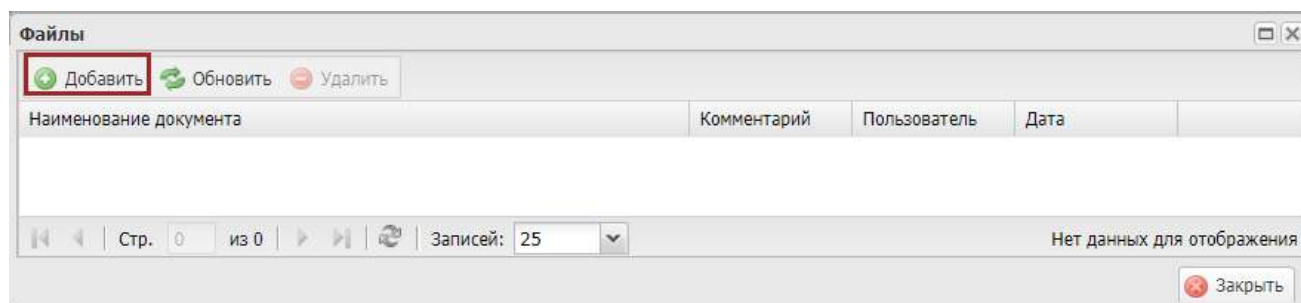 Файлы
Добавить Обновить Удалить
Наименование документа Комментарий Пользователь Дата
Стр. 0 из 0 Записей: 25 Нет данных для отображения
Закрыть